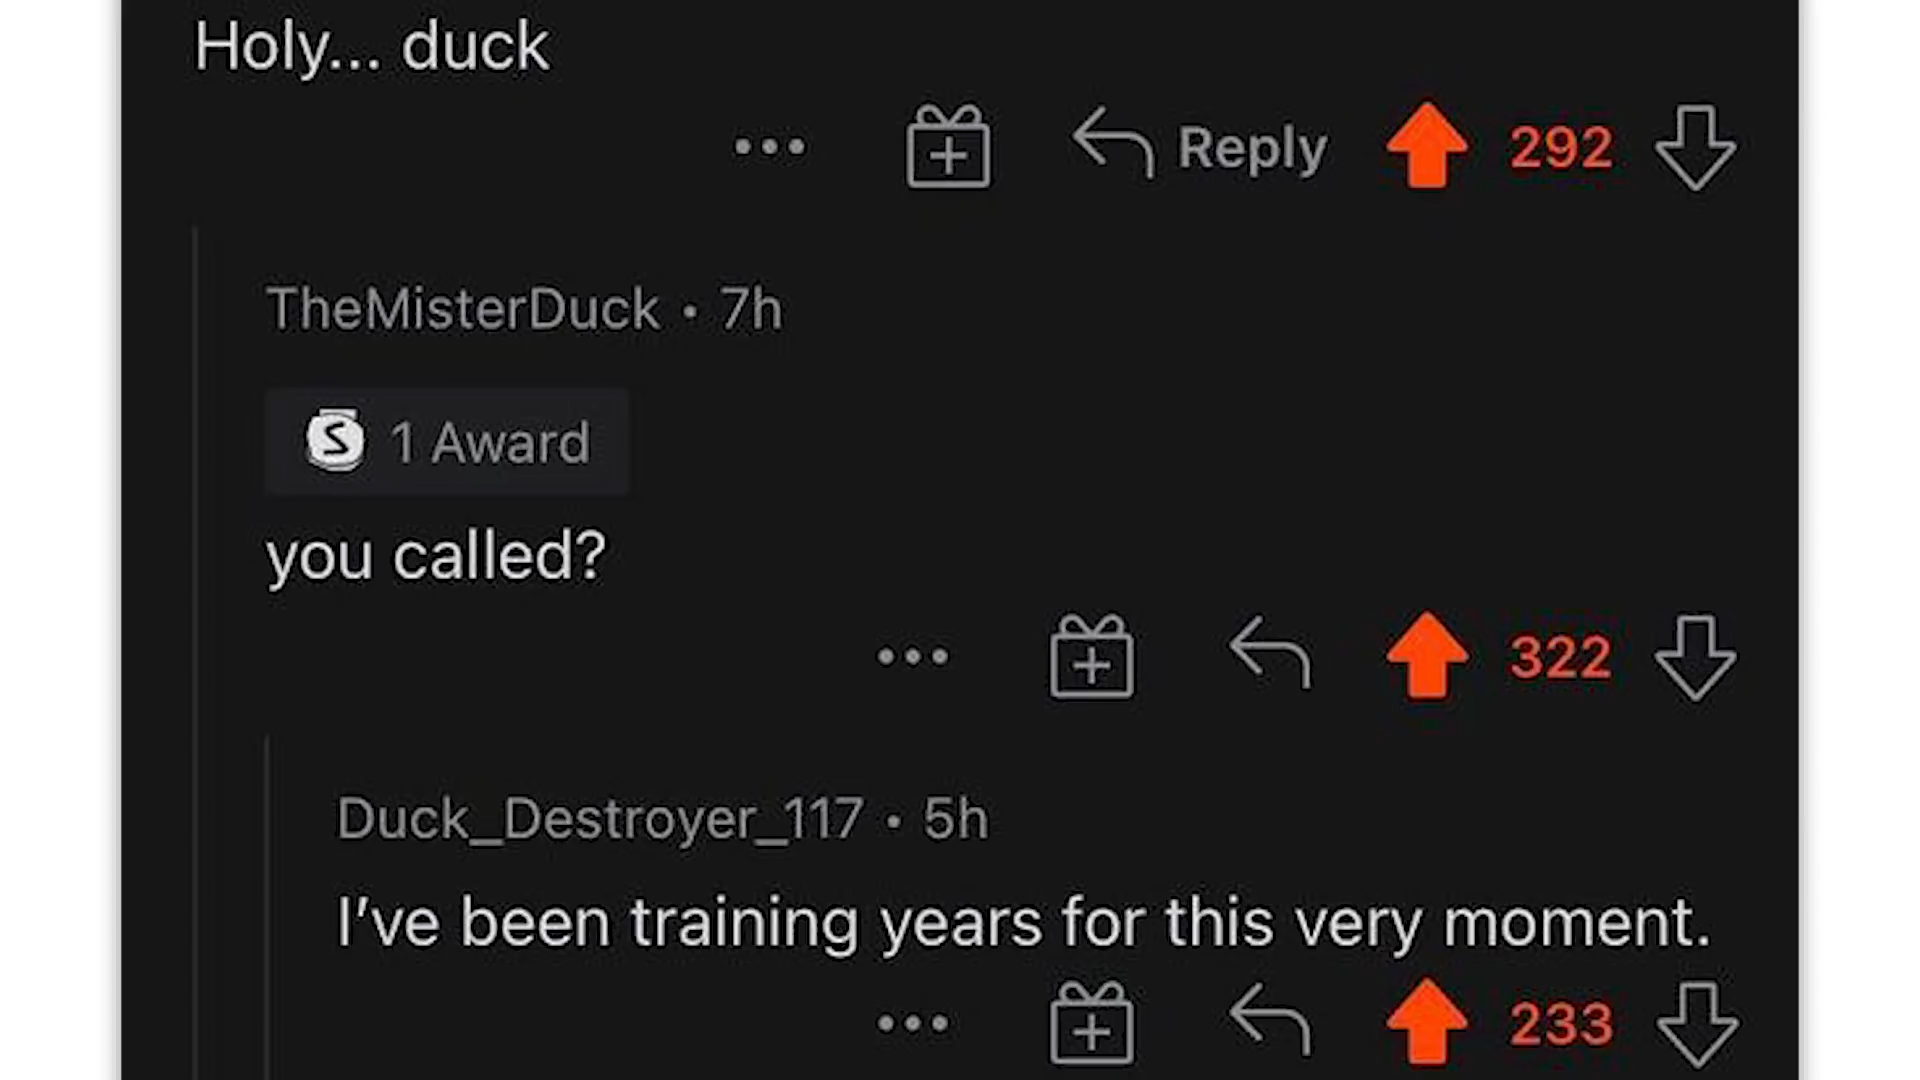 Holy... duck
Reply 292
TheMisterDuck • 7h
S 1 Award
you called?
322
Duck_Destroyer_117 • 5h
I've been training years for this very moment.
233